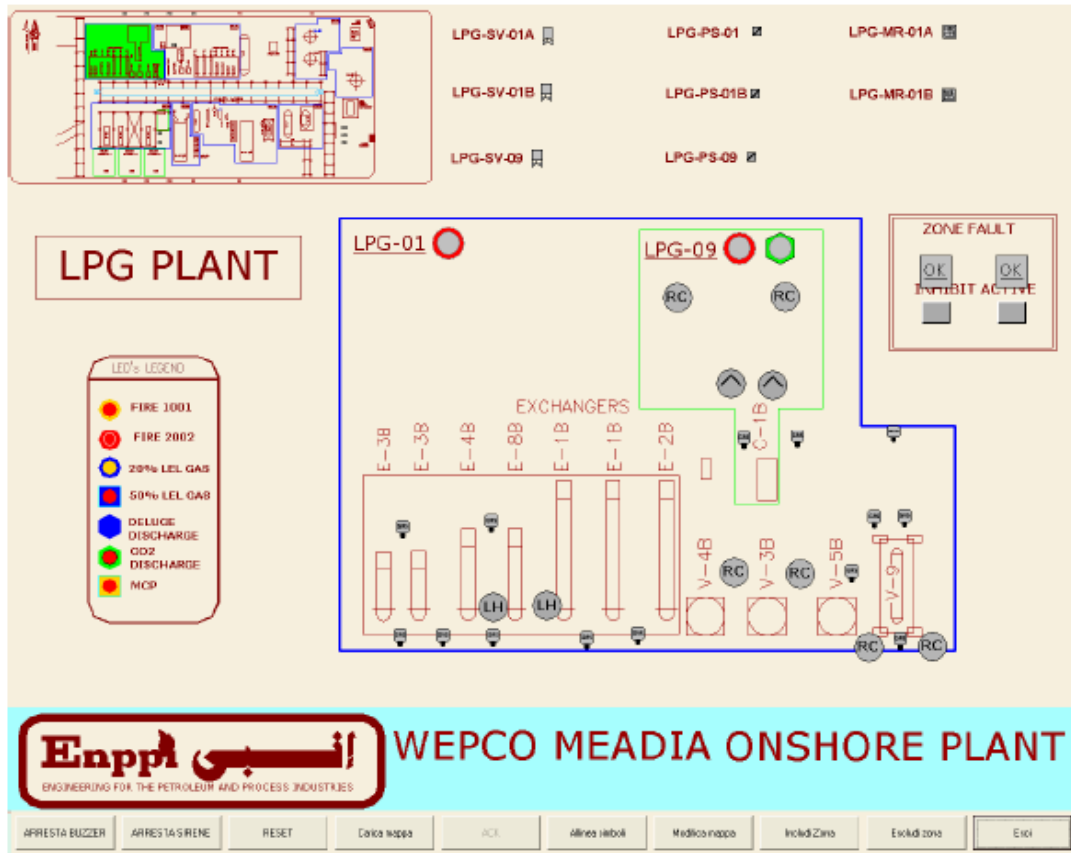 LPG-SV-01A
LPG-PS-01
LPG-MR-01A
LPG-SV-01B
LPG-PS-01B
LPG-MR-01B
LPG-SV-09
LPG-PS-09
LPG PLANT
LPG-01
LPG-09
ZONE FAULT
OK OK
INHIBIT ACTIVE
RC RC
LED's LEGEND
FIRE 1001
FIRE 2002
20% LEL GAS
50% LEL GAS
DELUGE
DISCHARGE
CO2
DISCHARGE
MCP
EXCHANGERS
E-3B
E-3B
E-4B
E-8B
E-1B
E-1B
E-2B
C-1B
V-4B
V-3B
V-5B
V-9
RC RC
LH LH
RC RC
Enppi إنبى
ENGINEERING FOR THE PETROLEUM AND PROCESS INDUSTRIES
WEPCO MEADIA ONSHORE PLANT
ARRESTA BUZZER
ARRESTA SIRENE
RESET
Carica mappa
ACK
Allinea simboli
Modifica mappa
Includi Zona
Escludi zona
Esci